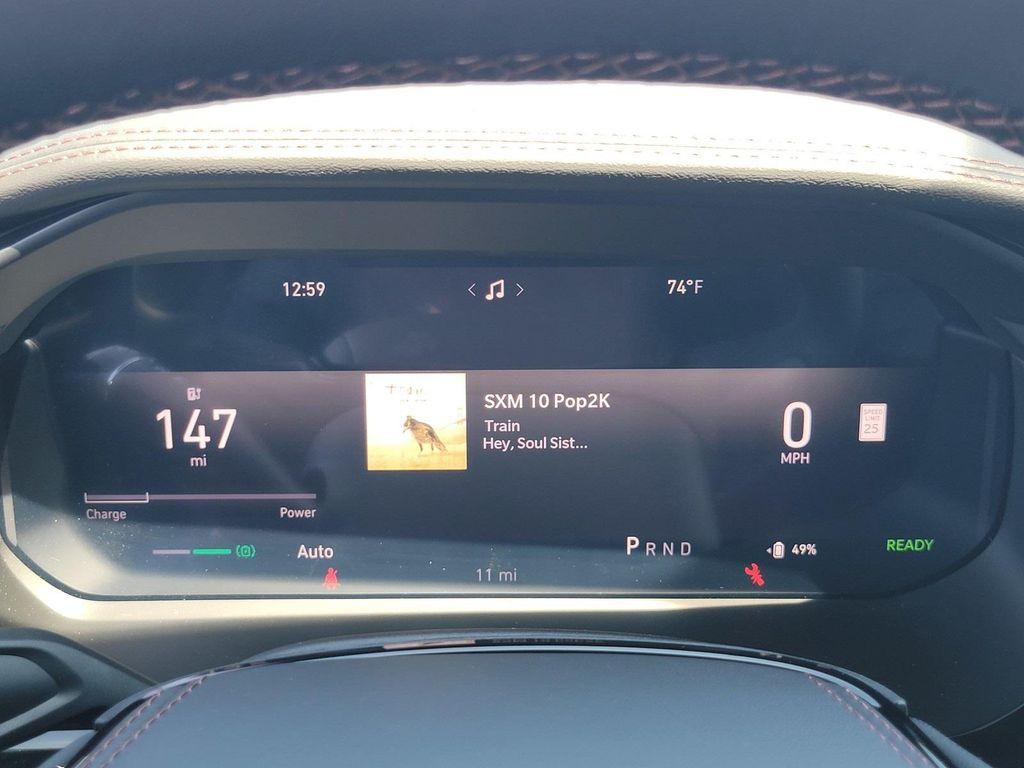 12:59
74°F
147
mi
Train
SXM 10 Pop2K
Train
Hey, Soul Sist...
0
MPH
SPEED
LIMIT
25
Charge
Power
Auto
P R N D
49%
READY
11 mi